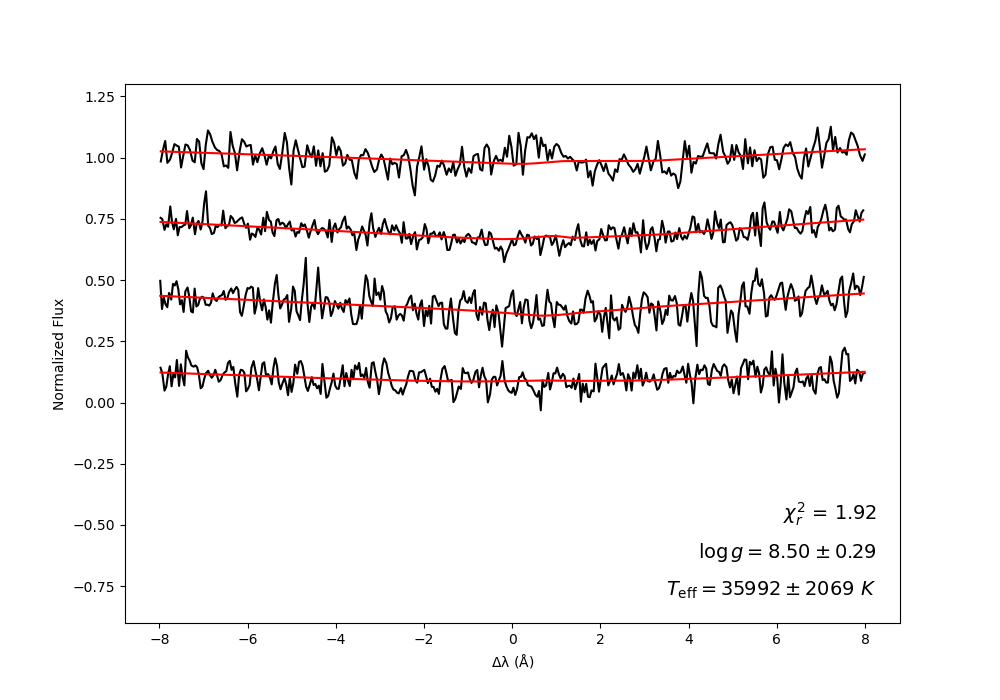 1.25
1.00
0.75
0.50
0.25
0.00
−0.25
−0.50
−0.75
Normalized Flux
χ²ᵣ = 1.92
log g = 8.50 ± 0.29
T_eff = 35992 ± 2069 K
−8 −6 −4 −2 0 2 4 6 8
Δλ (Å)